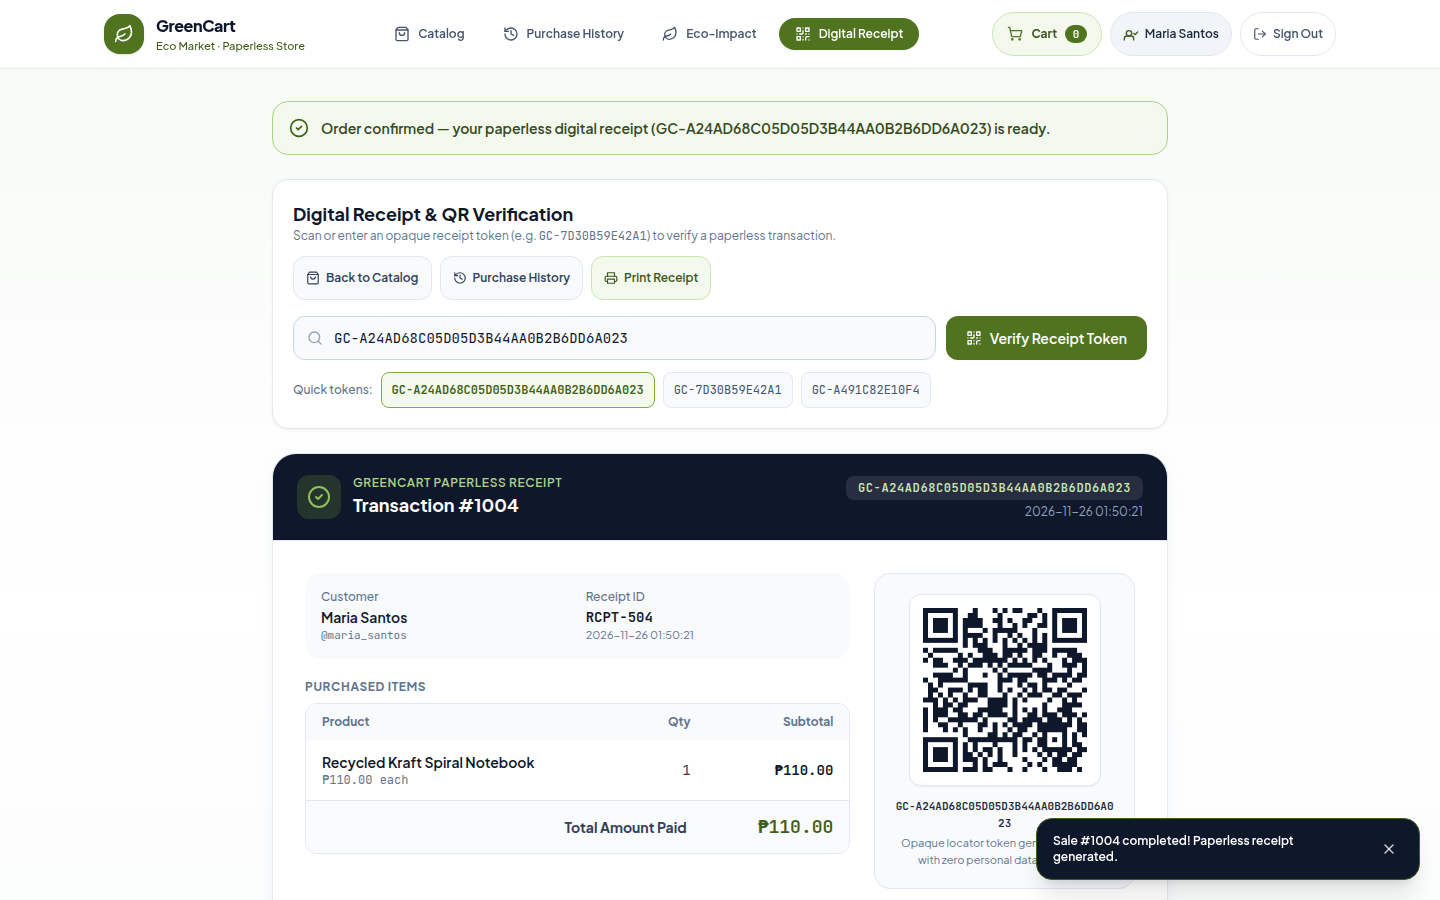 GreenCart
Eco Market · Paperless Store
Catalog
Purchase History
Eco-Impact
Digital Receipt
Cart 0
Maria Santos
Sign Out
Order confirmed — your paperless digital receipt (GC-A24AD68C05D05D3B44AA0B2B6DD6A023) is ready.
Digital Receipt & QR Verification
Scan or enter an opaque receipt token (e.g. GC-7D30B59E42A1) to verify a paperless transaction.
Back to Catalog
Purchase History
Print Receipt
GC-A24AD68C05D05D3B44AA0B2B6DD6A023
Verify Receipt Token
Quick tokens: GC-A24AD68C05D05D3B44AA0B2B6DD6A023 GC-7D30B59E42A1 GC-A491C82E10F4
GREENCART PAPERLESS RECEIPT
Transaction #1004
GC-A24AD68C05D05D3B44AA0B2B6DD6A023
2026-11-26 01:50:21
Customer
Maria Santos
@maria_santos
Receipt ID
RCPT-504
2026-11-26 01:50:21
PURCHASED ITEMS
Product Qty Subtotal
Recycled Kraft Spiral Notebook
₱110.00 each
1
₱110.00
Total Amount Paid ₱110.00
GC-A24AD68C05D05D3B44AA0B2B6DD6A0
23
Opaque locator token
with zero personal data
Sale #1004 completed! Paperless receipt
generated.